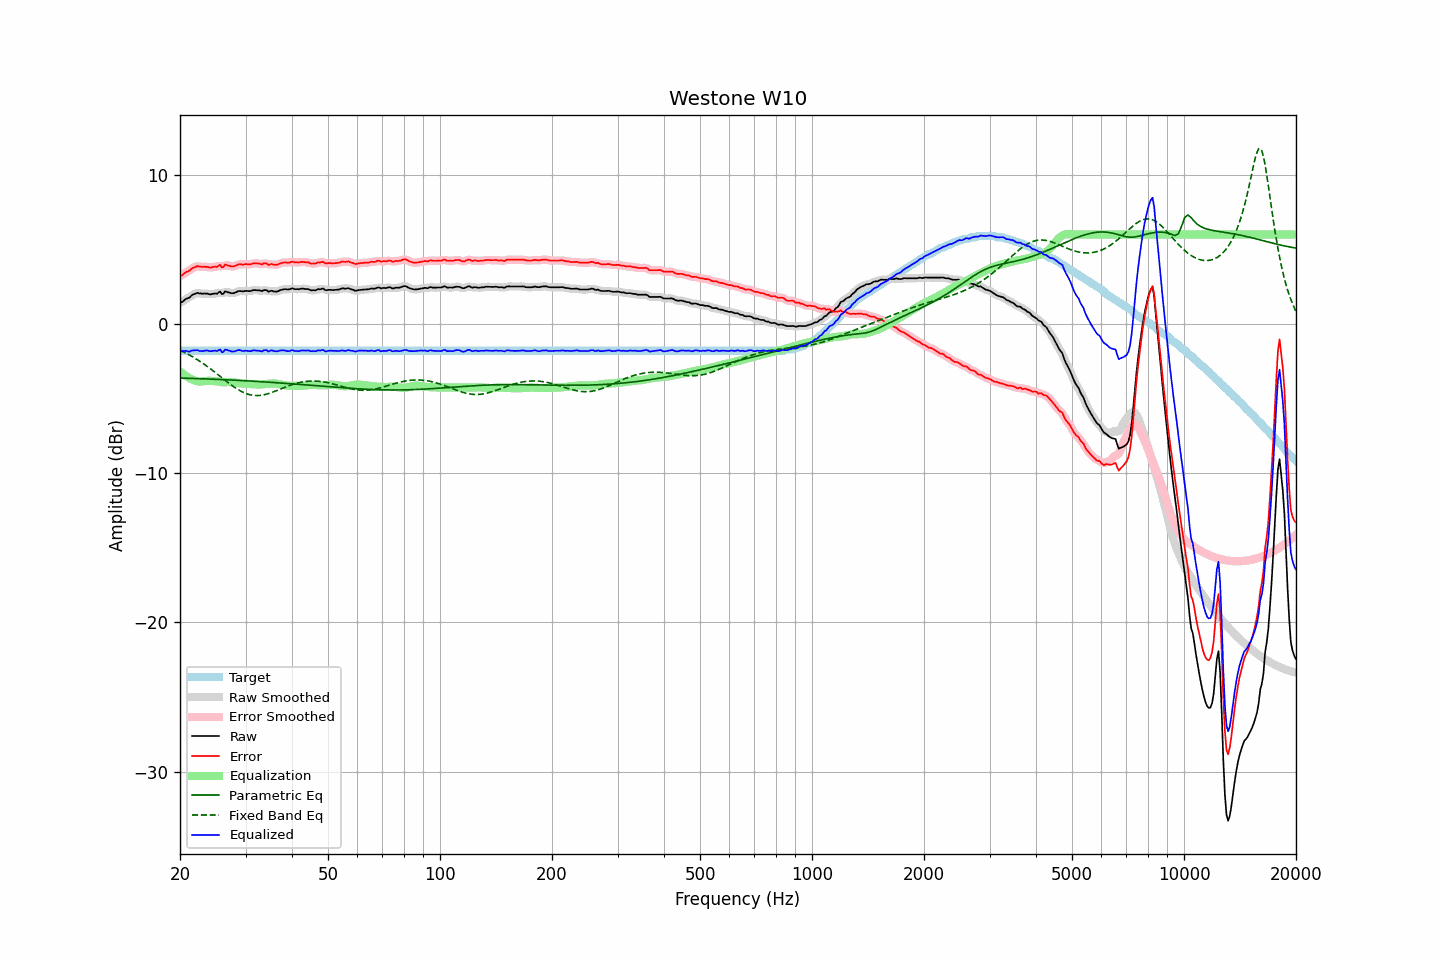 Westone W10
Amplitude (dBr)
10
0
−10
−20
−30
Target
Raw Smoothed
Error Smoothed
Raw
Error
Equalization
Parametric Eq
Fixed Band Eq
Equalized
20 50 100 200 500 1000 2000 5000 10000 20000
Frequency (Hz)